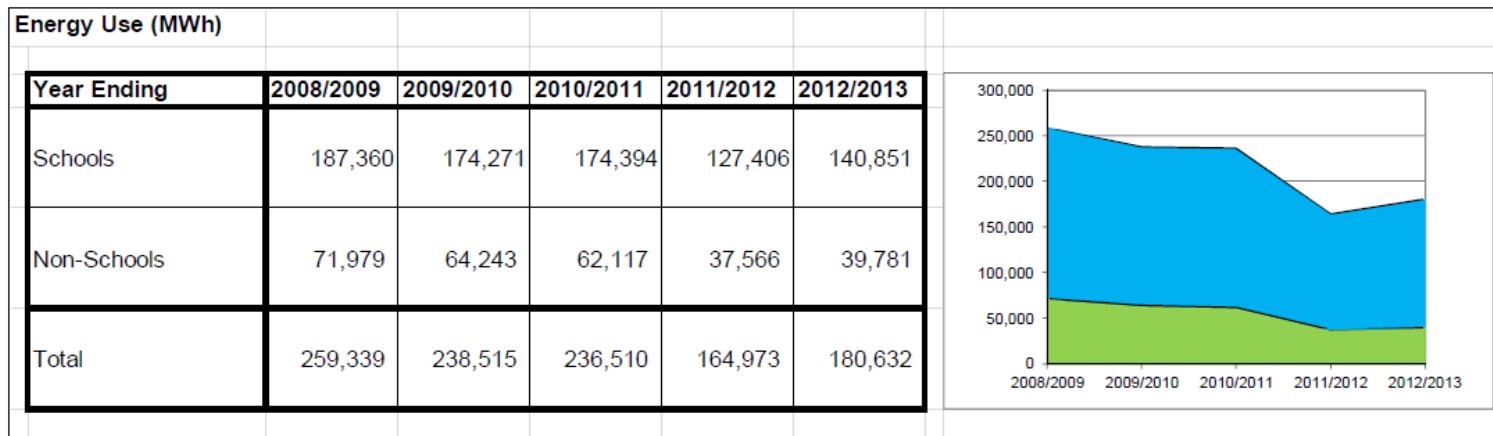 Energy Use (MWh)
Year Ending 2008/2009 2009/2010 2010/2011 2011/2012 2012/2013
Schools 187,360 174,271 174,394 127,406 140,851
Non-Schools 71,979 64,243 62,117 37,566 39,781
Total 259,339 238,515 236,510 164,973 180,632
300,000
250,000
200,000
150,000
100,000
50,000
0
2008/2009 2009/2010 2010/2011 2011/2012 2012/2013